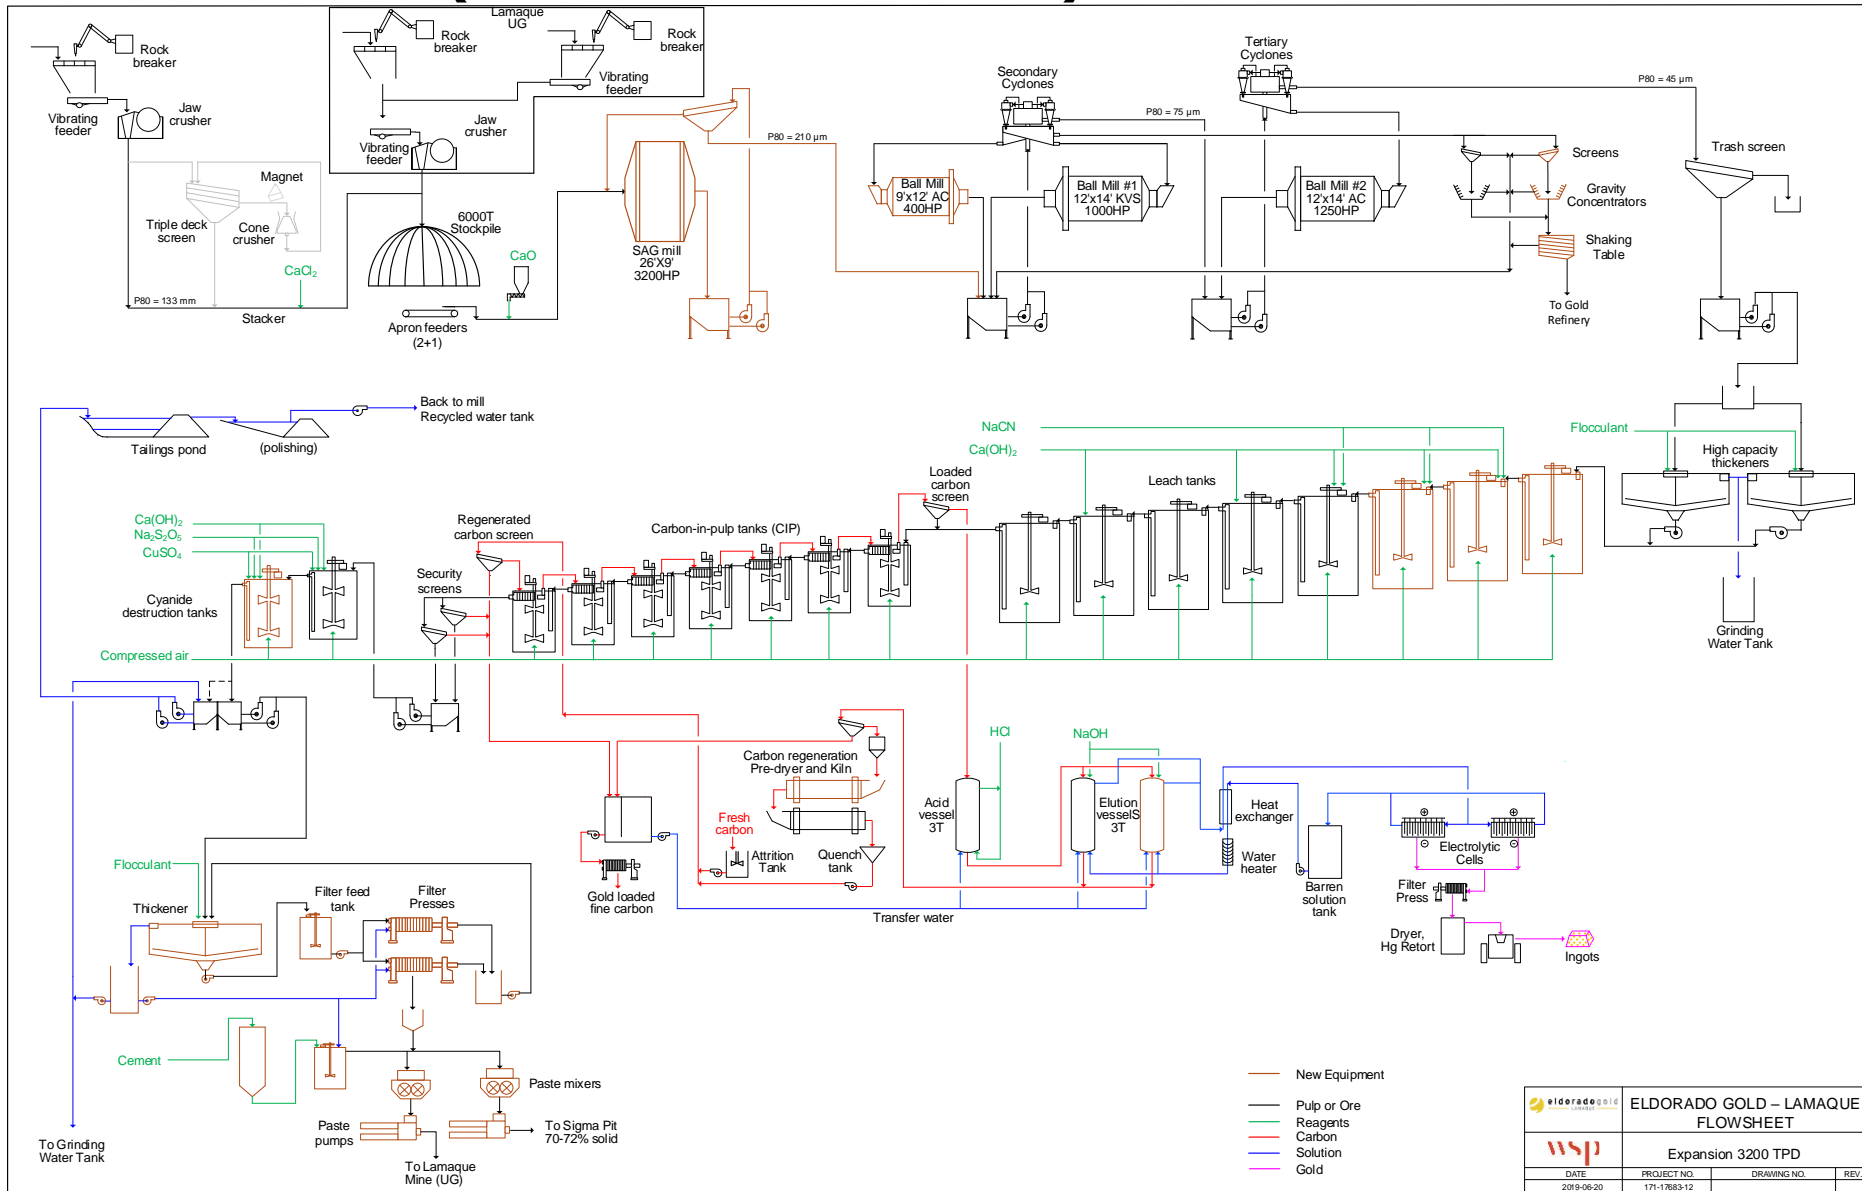 Rock
breaker
Vibrating
feeder
Jaw
crusher
Lamaque
UG
Rock
breaker
Rock
breaker
Vibrating
feeder
Vibrating
feeder
Jaw
crusher
Magnet
Triple deck
screen
Cone
crusher
CaCl₂
P80 = 133 mm
Stacker
6000T
Stockpile
CaO
Apron feeders
(2+1)
SAG mill
26'X9'
3200HP
P80 = 210 µm
Secondary
Cyclones
Tertiary
Cyclones
P80 = 75 µm
P80 = 45 µm
Ball Mill
9'x12' AC
400HP
Ball Mill #1
12'x14' KVS
1000HP
Ball Mill #2
12'x14' AC
1250HP
Screens
Gravity
Concentrators
Shaking
Table
To Gold
Refinery
Trash screen
Back to mill
Recycled water tank
Tailings pond
(polishing)
NaCN
Ca(OH)₂
Leach tanks
Loaded
carbon
screen
Flocculant
High capacity
thickeners
Grinding
Water Tank
Ca(OH)₂
Na₂S₂O₅
CuSO₄
Cyanide
destruction tanks
Compressed air
Regenerated
carbon screen
Security
screens
Carbon-in-pulp tanks (CIP)
Carbon regeneration
Pre-dryer and Kiln
Fresh
carbon
Attrition
Tank
Quench
tank
Gold loaded
fine carbon
Transfer water
HCl
NaOH
Acid
vessel
3T
Elution
vesselS
3T
Heat
exchanger
Water
heater
Barren
solution
tank
Electrolytic
Cells
Filter
Press
Dryer,
Hg Retort
Ingots
Flocculant
Thickener
Filter feed
tank
Filter
Presses
Cement
Paste mixers
Paste
pumps
To Sigma Pit
70-72% solid
To Lamaque
Mine (UG)
To Grinding
Water Tank
New Equipment
Pulp or Ore
Reagents
Carbon
Solution
Gold
eldoradogold
LAMAQUE
ELDORADO GOLD – LAMAQUE
FLOWSHEET
wsp
Expansion 3200 TPD
DATE
PROJECT NO.
DRAWING NO.
REV.
2019-06-20
171-17683-12